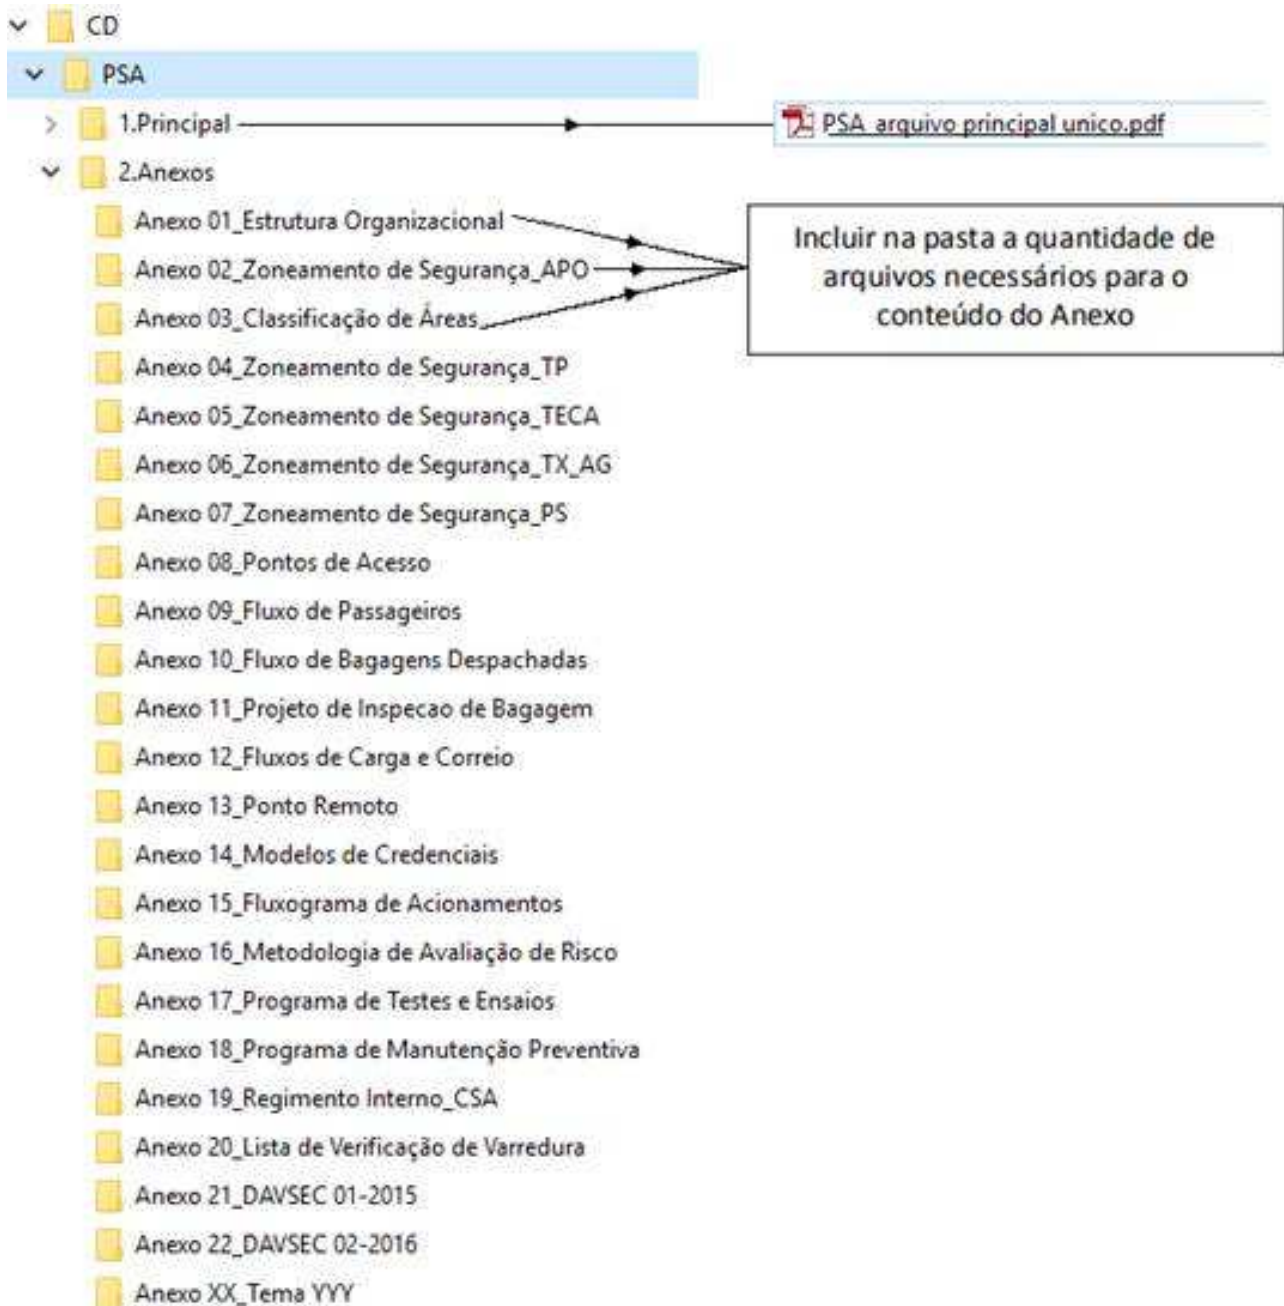 CD
PSA
1.Principal
PSA_arquivo principal unico.pdf
2.Anexos
Anexo 01_Estrutura Organizacional
Incluir na pasta a quantidade de
arquivos necessários para o
conteúdo do Anexo
Anexo 02_Zoneamento de Segurança_APO
Anexo 03_Classificação de Áreas
Anexo 04_Zoneamento de Segurança_TP
Anexo 05_Zoneamento de Segurança_TECA
Anexo 06_Zoneamento de Segurança_TX_AG
Anexo 07_Zoneamento de Segurança_PS
Anexo 08_Pontos de Acesso
Anexo 09_Fluxo de Passageiros
Anexo 10_Fluxo de Bagagens Despachadas
Anexo 11_Projeto de Inspecao de Bagagem
Anexo 12_Fluxos de Carga e Correio
Anexo 13_Ponto Remoto
Anexo 14_Modelos de Credenciais
Anexo 15_Fluxograma de Acionamentos
Anexo 16_Metodologia de Avaliação de Risco
Anexo 17_Programa de Testes e Ensaios
Anexo 18_Programa de Manutenção Preventiva
Anexo 19_Regimento Interno_CSA
Anexo 20_Lista de Verificação de Varredura
Anexo 21_DAVSEC 01-2015
Anexo 22_DAVSEC 02-2016
Anexo XX_Tema YYY